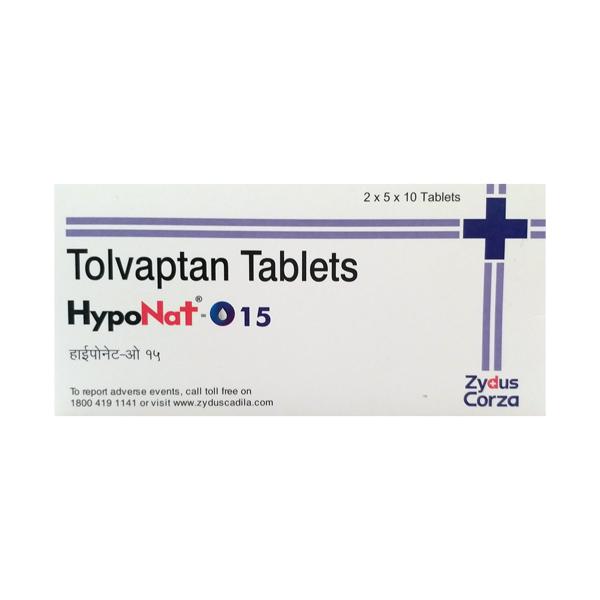 2 x 5 x 10 Tablets
Tolvaptan Tablets
HypoNat®-O 15
हाईपोनेट-ओ १५
To report adverse events, call toll free on
1800 419 1141 or visit www.zyduscadila.com
Zydus
Corza